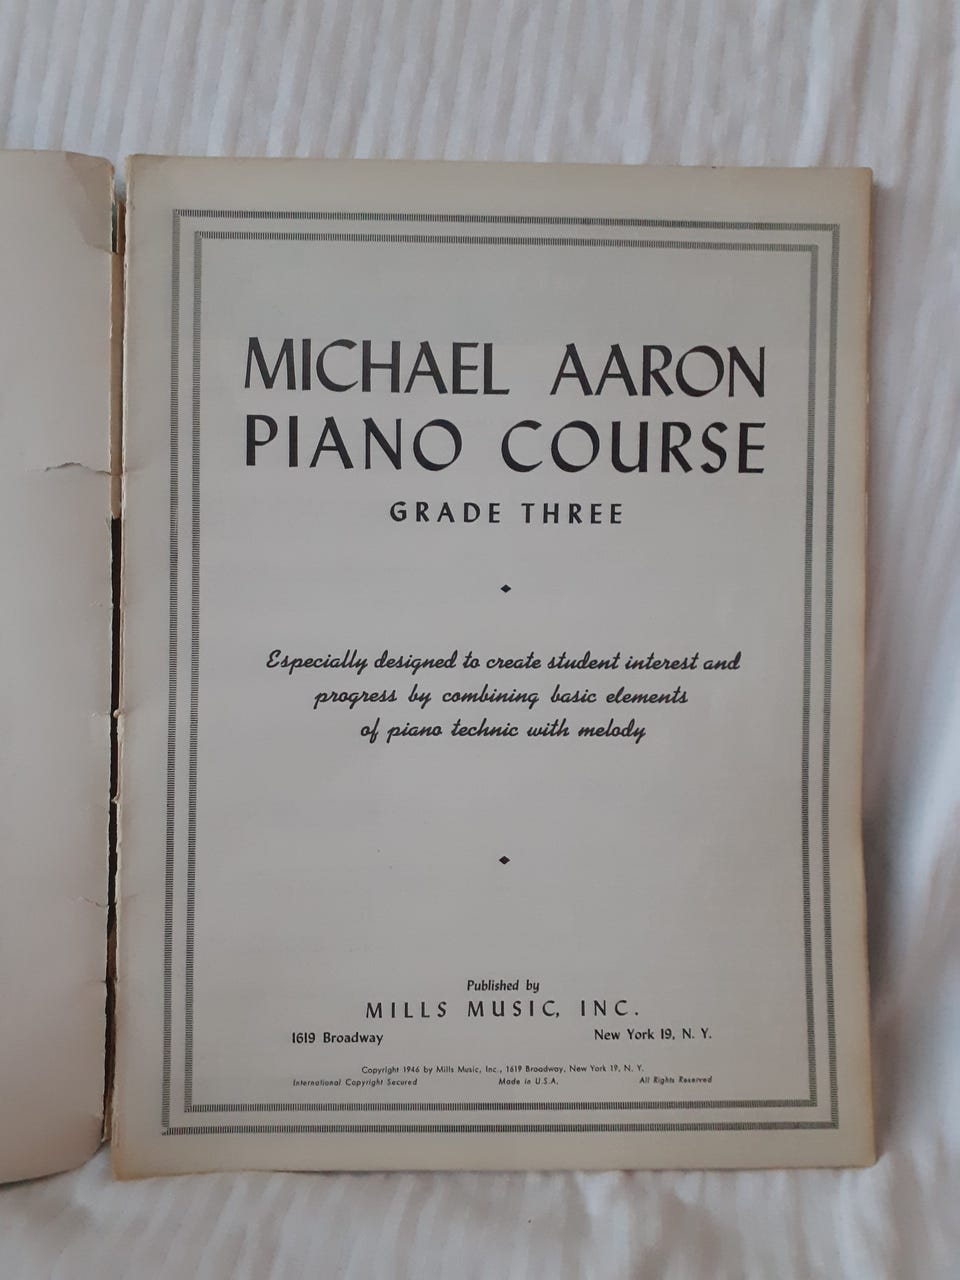 MICHAEL AARON
PIANO COURSE
GRADE THREE
Especially designed to create student interest and
progress by combining basic elements
of piano technic with melody
Published by
MILLS MUSIC, INC.
1619 Broadway New York 19, N. Y.
Copyright 1946 by Mills Music, Inc., 1619 Broadway, New York 19, N. Y.
International Copyright Secured Made in U.S.A. All Rights Reserved